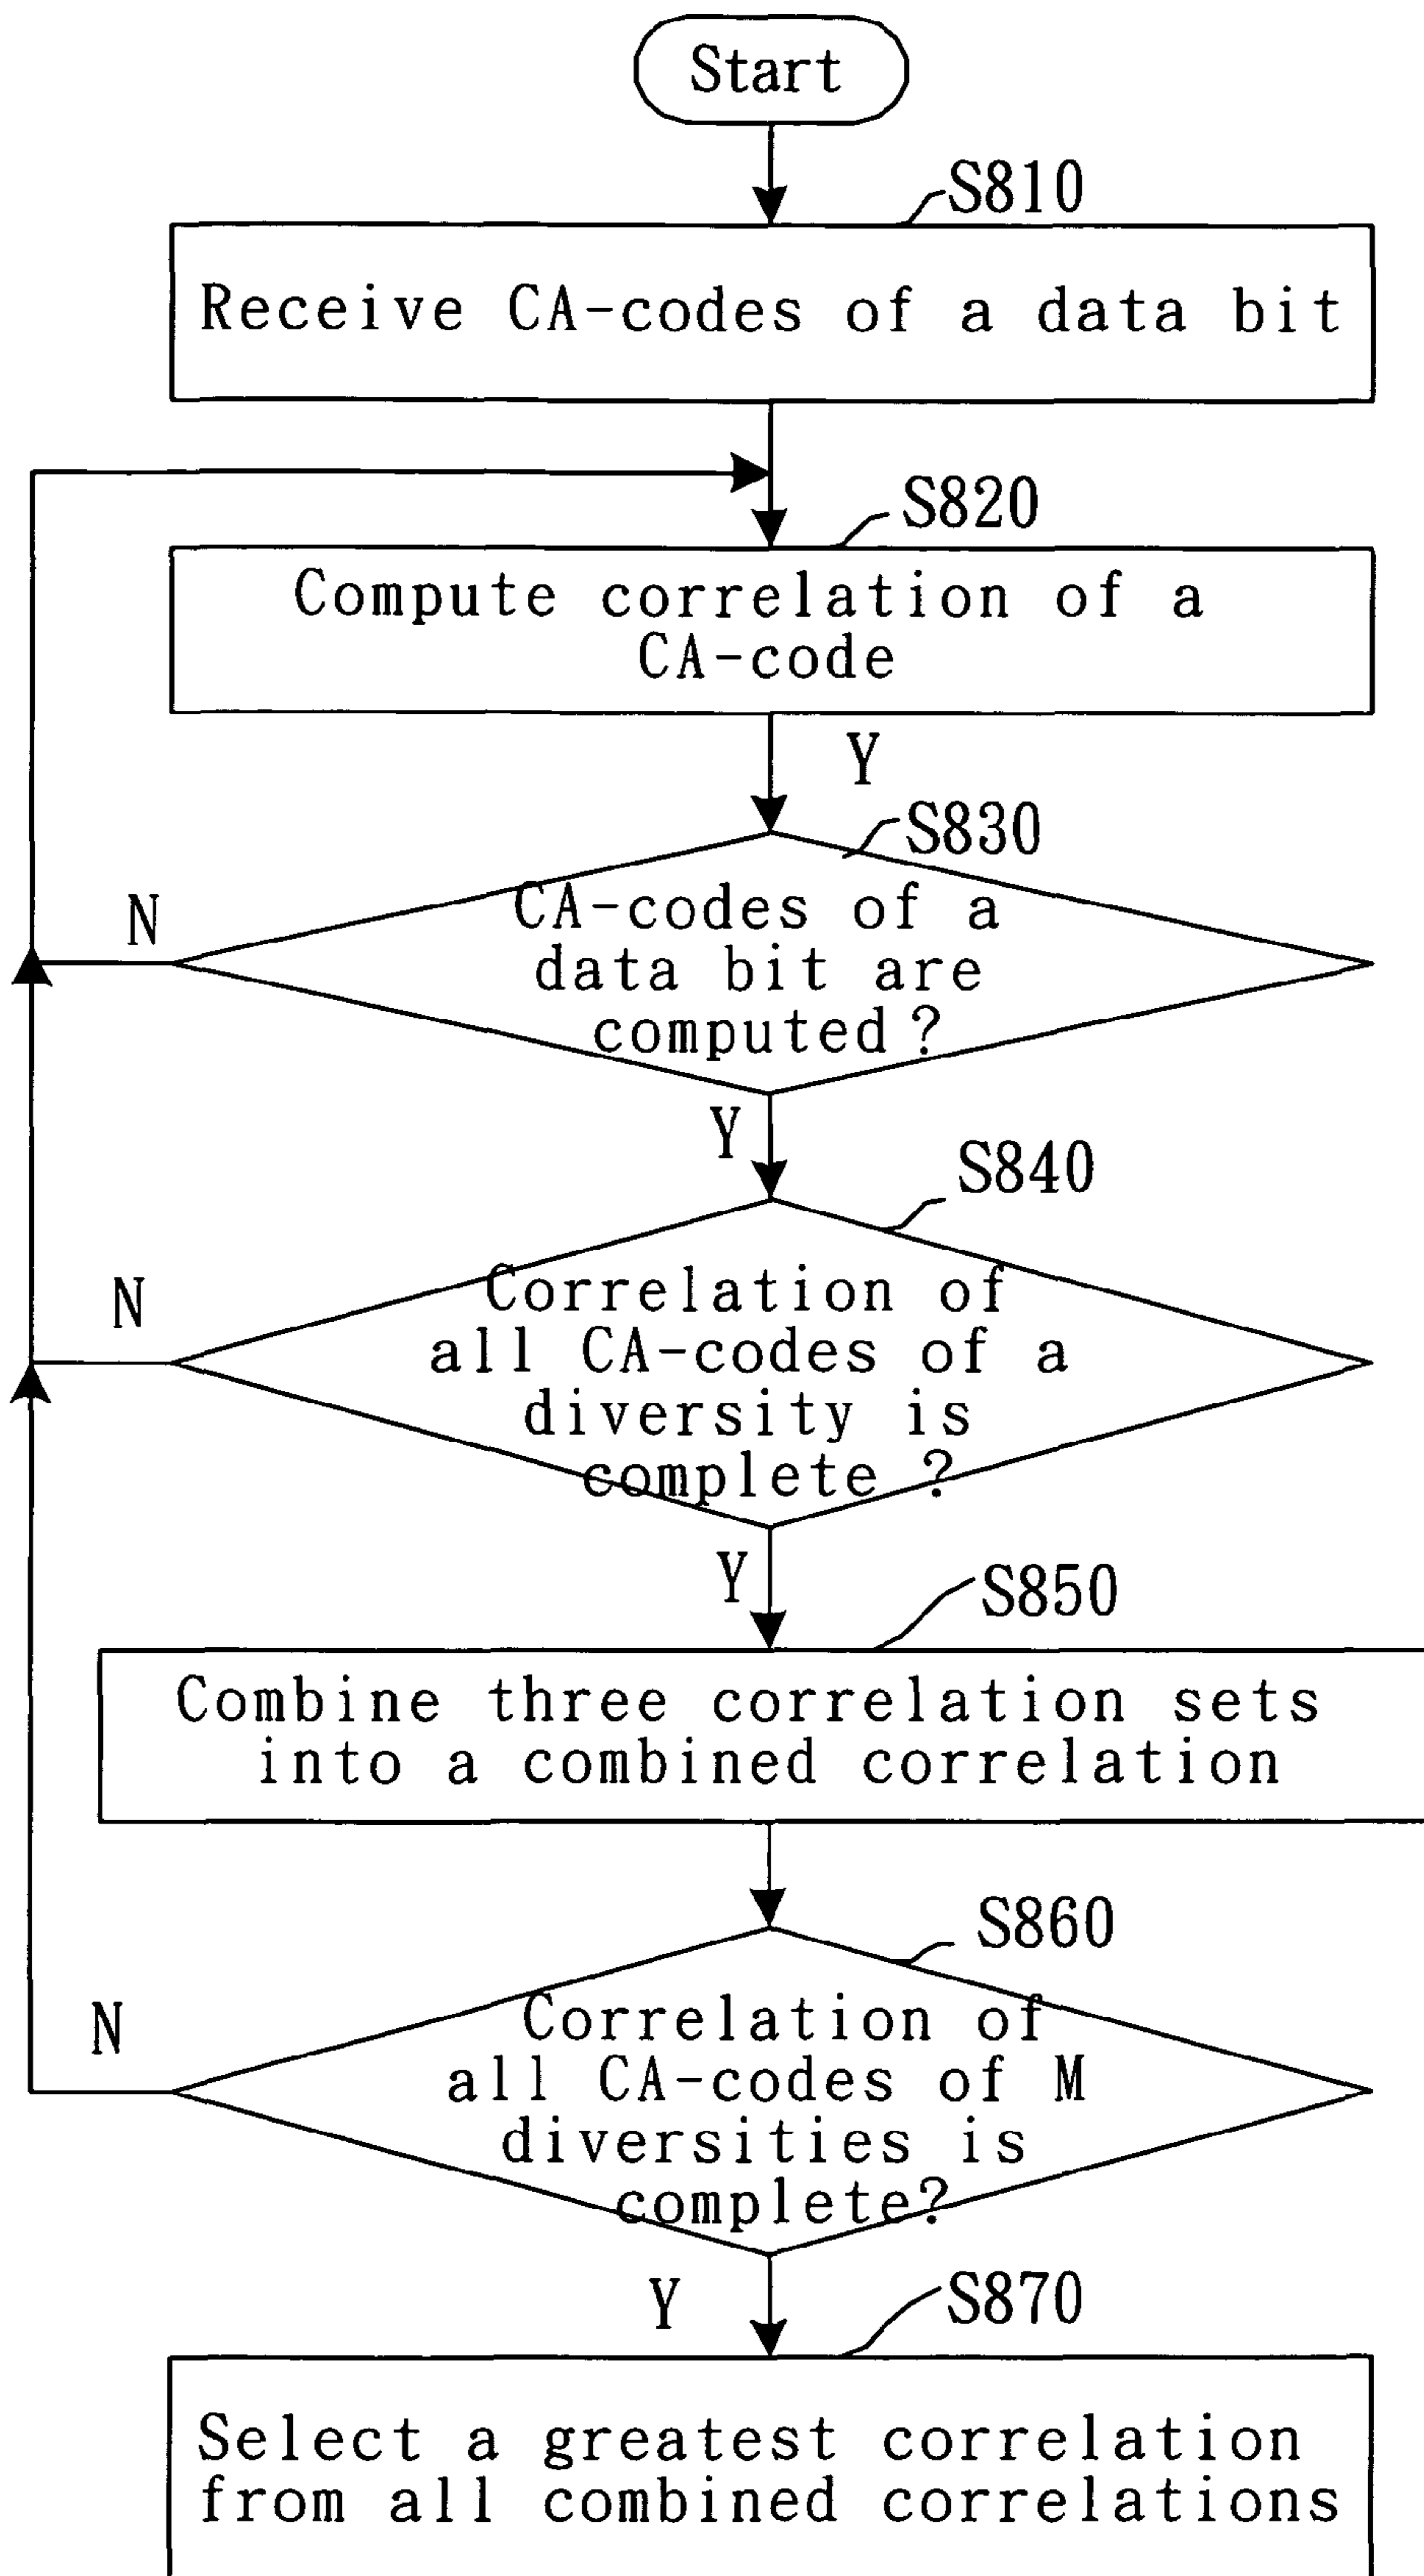 Start
S810
Receive CA-codes of a data bit
S820
Compute correlation of a
CA-code
Y
S830
N
CA-codes of a
data bit are
computed ?
Y
S840
N
Correlation of
all CA-codes of a
diversity is
complete ?
Y
S850
Combine three correlation sets
into a combined correlation
S860
N
Correlation of
all CA-codes of M
diversities is
complete?
Y
S870
Select a greatest correlation
from all combined correlations